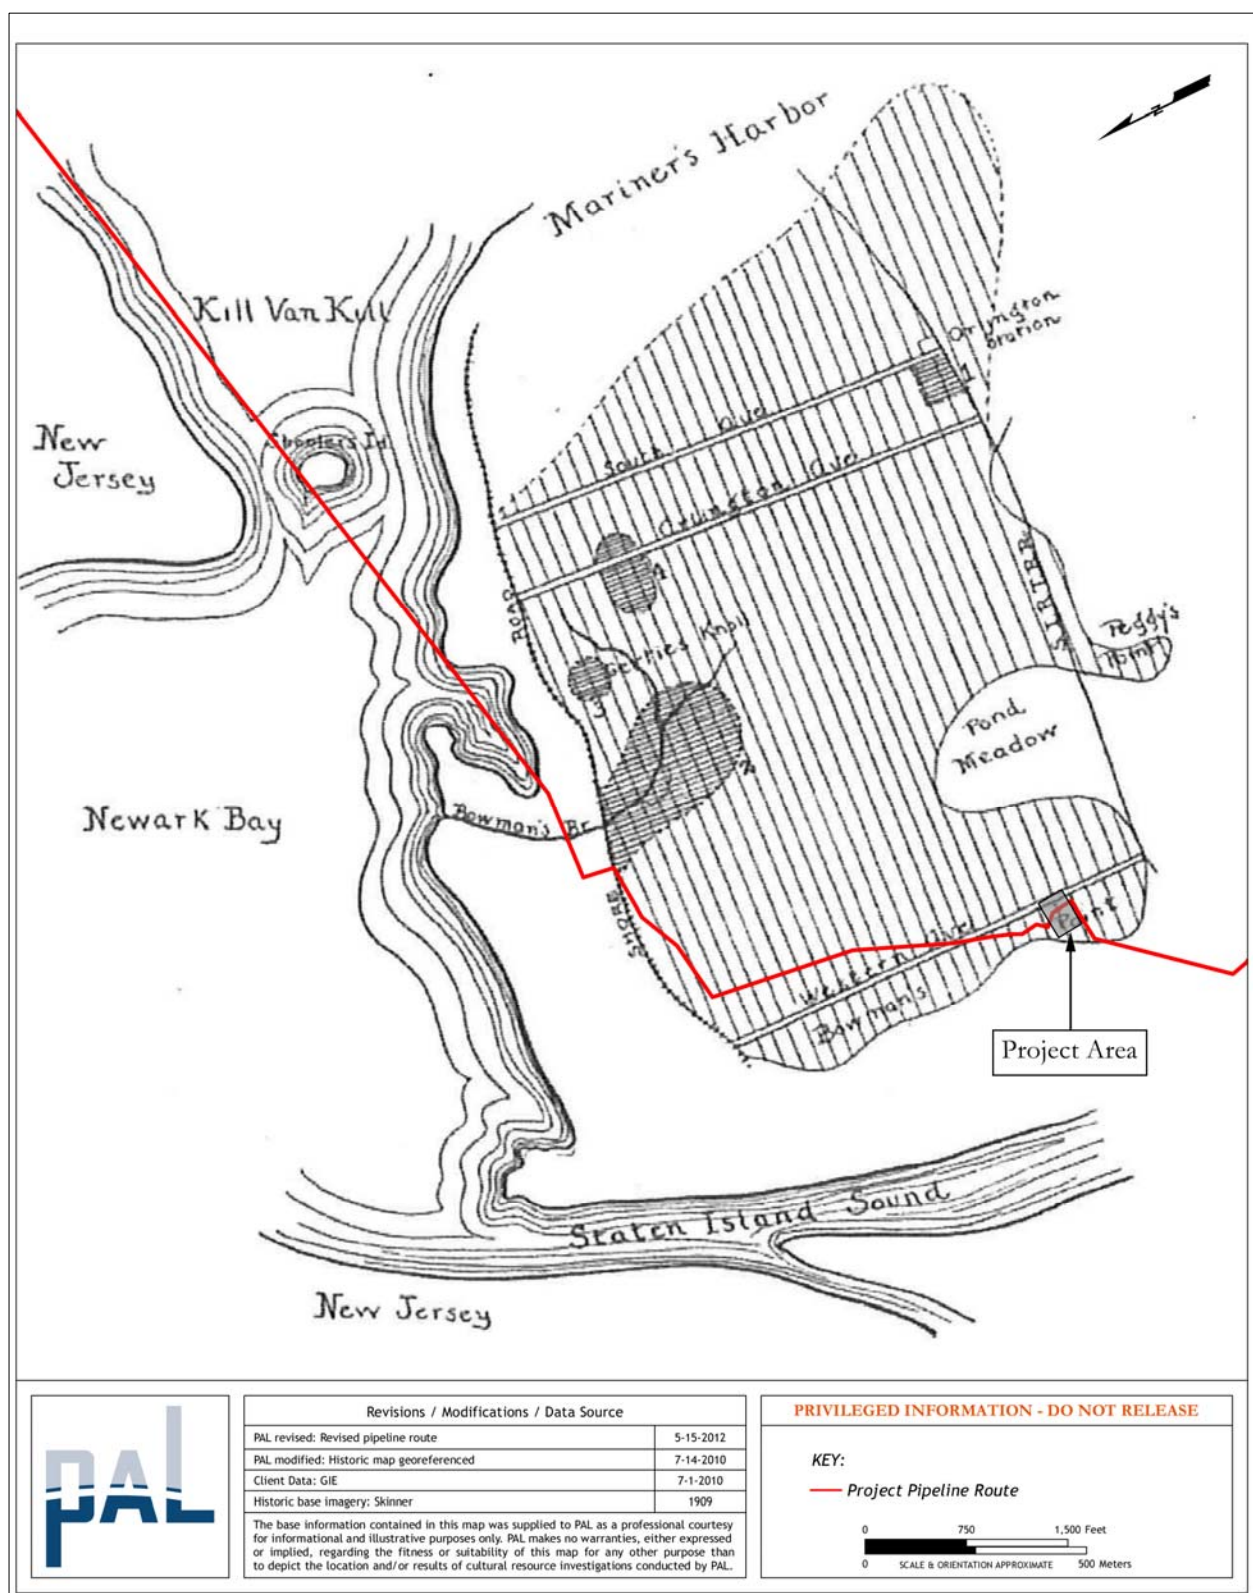 Mariner's Harbor
N
Kill Van Kull
Arlington
Station
1
New
Jersey
Shooters Id.
South Ave
Arlington Ave
1
ROAD
Gerties Knoll
S.I.R.T.R.R.
Peggy's
Point
Pond
Meadow
2
Newark Bay
Bowman's Br.
SHORE
Western Ave
Bowman's Point
Project Area
Staten Island Sound
New Jersey
PAL
Revisions / Modifications / Data Source
PAL revised: Revised pipeline route 5-15-2012
PAL modified: Historic map georeferenced 7-14-2010
Client Data: GIE 7-1-2010
Historic base imagery: Skinner 1909
The base information contained in this map was supplied to PAL as a professional courtesy
for informational and illustrative purposes only. PAL makes no warranties, either expressed
or implied, regarding the fitness or suitability of this map for any other purpose than
to depict the location and/or results of cultural resource investigations conducted by PAL.
PRIVILEGED INFORMATION - DO NOT RELEASE
KEY:
Project Pipeline Route
0 750 1,500 Feet
0 SCALE & ORIENTATION APPROXIMATE 500 Meters